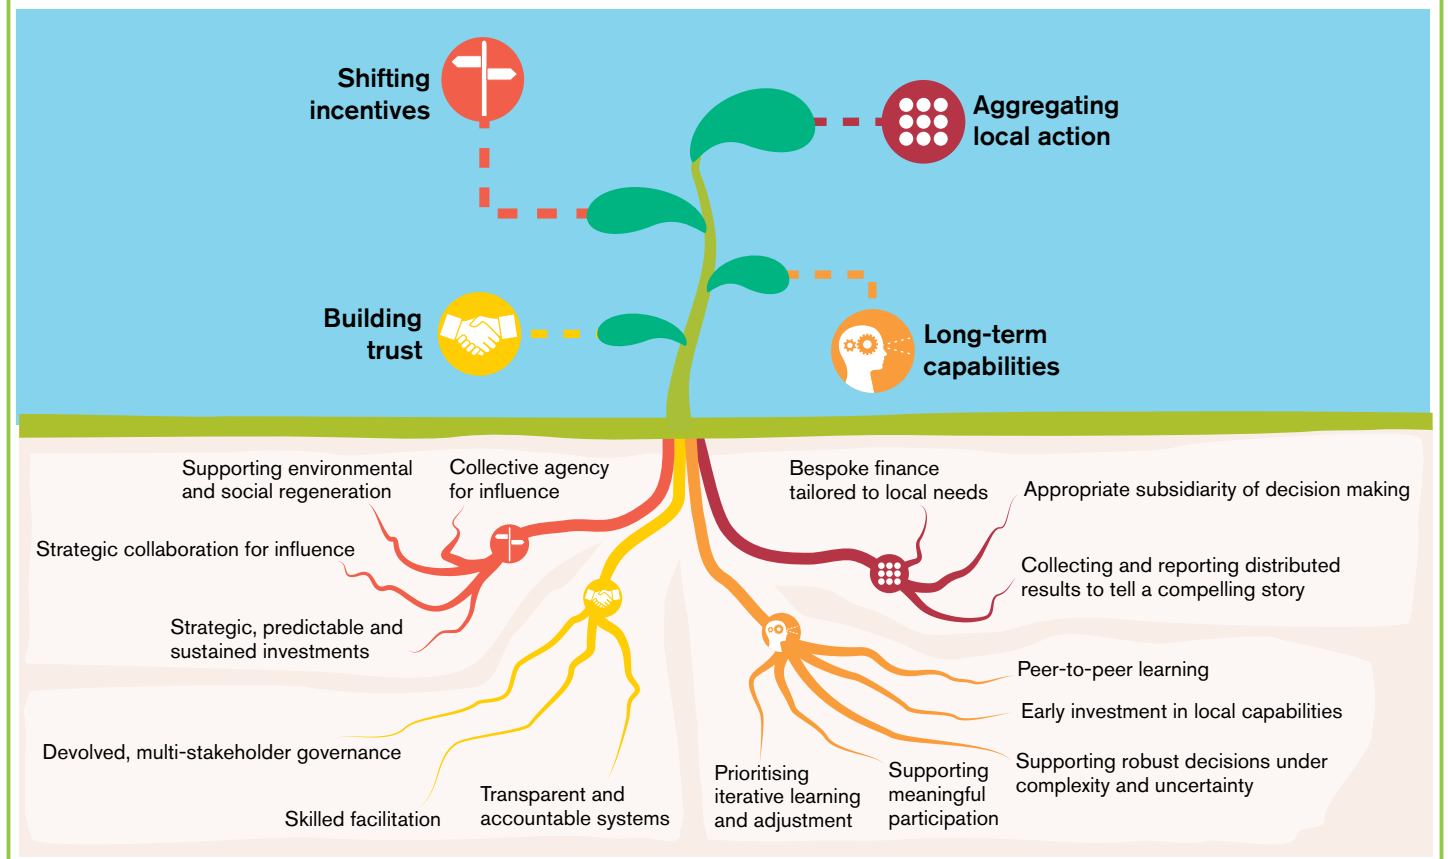 Shifting
incentives
Aggregating
local action
Building
trust
Long-term
capabilities
Supporting environmental
and social regeneration
Collective agency
for influence
Strategic collaboration for influence
Strategic, predictable and
sustained investments
Bespoke finance
tailored to local needs
Appropriate subsidiarity of decision making
Collecting and reporting distributed
results to tell a compelling story
Devolved, multi-stakeholder governance
Skilled facilitation
Transparent and
accountable systems
Peer-to-peer learning
Early investment in local capabilities
Supporting robust decisions under
complexity and uncertainty
Prioritising
iterative learning
and adjustment
Supporting
meaningful
participation